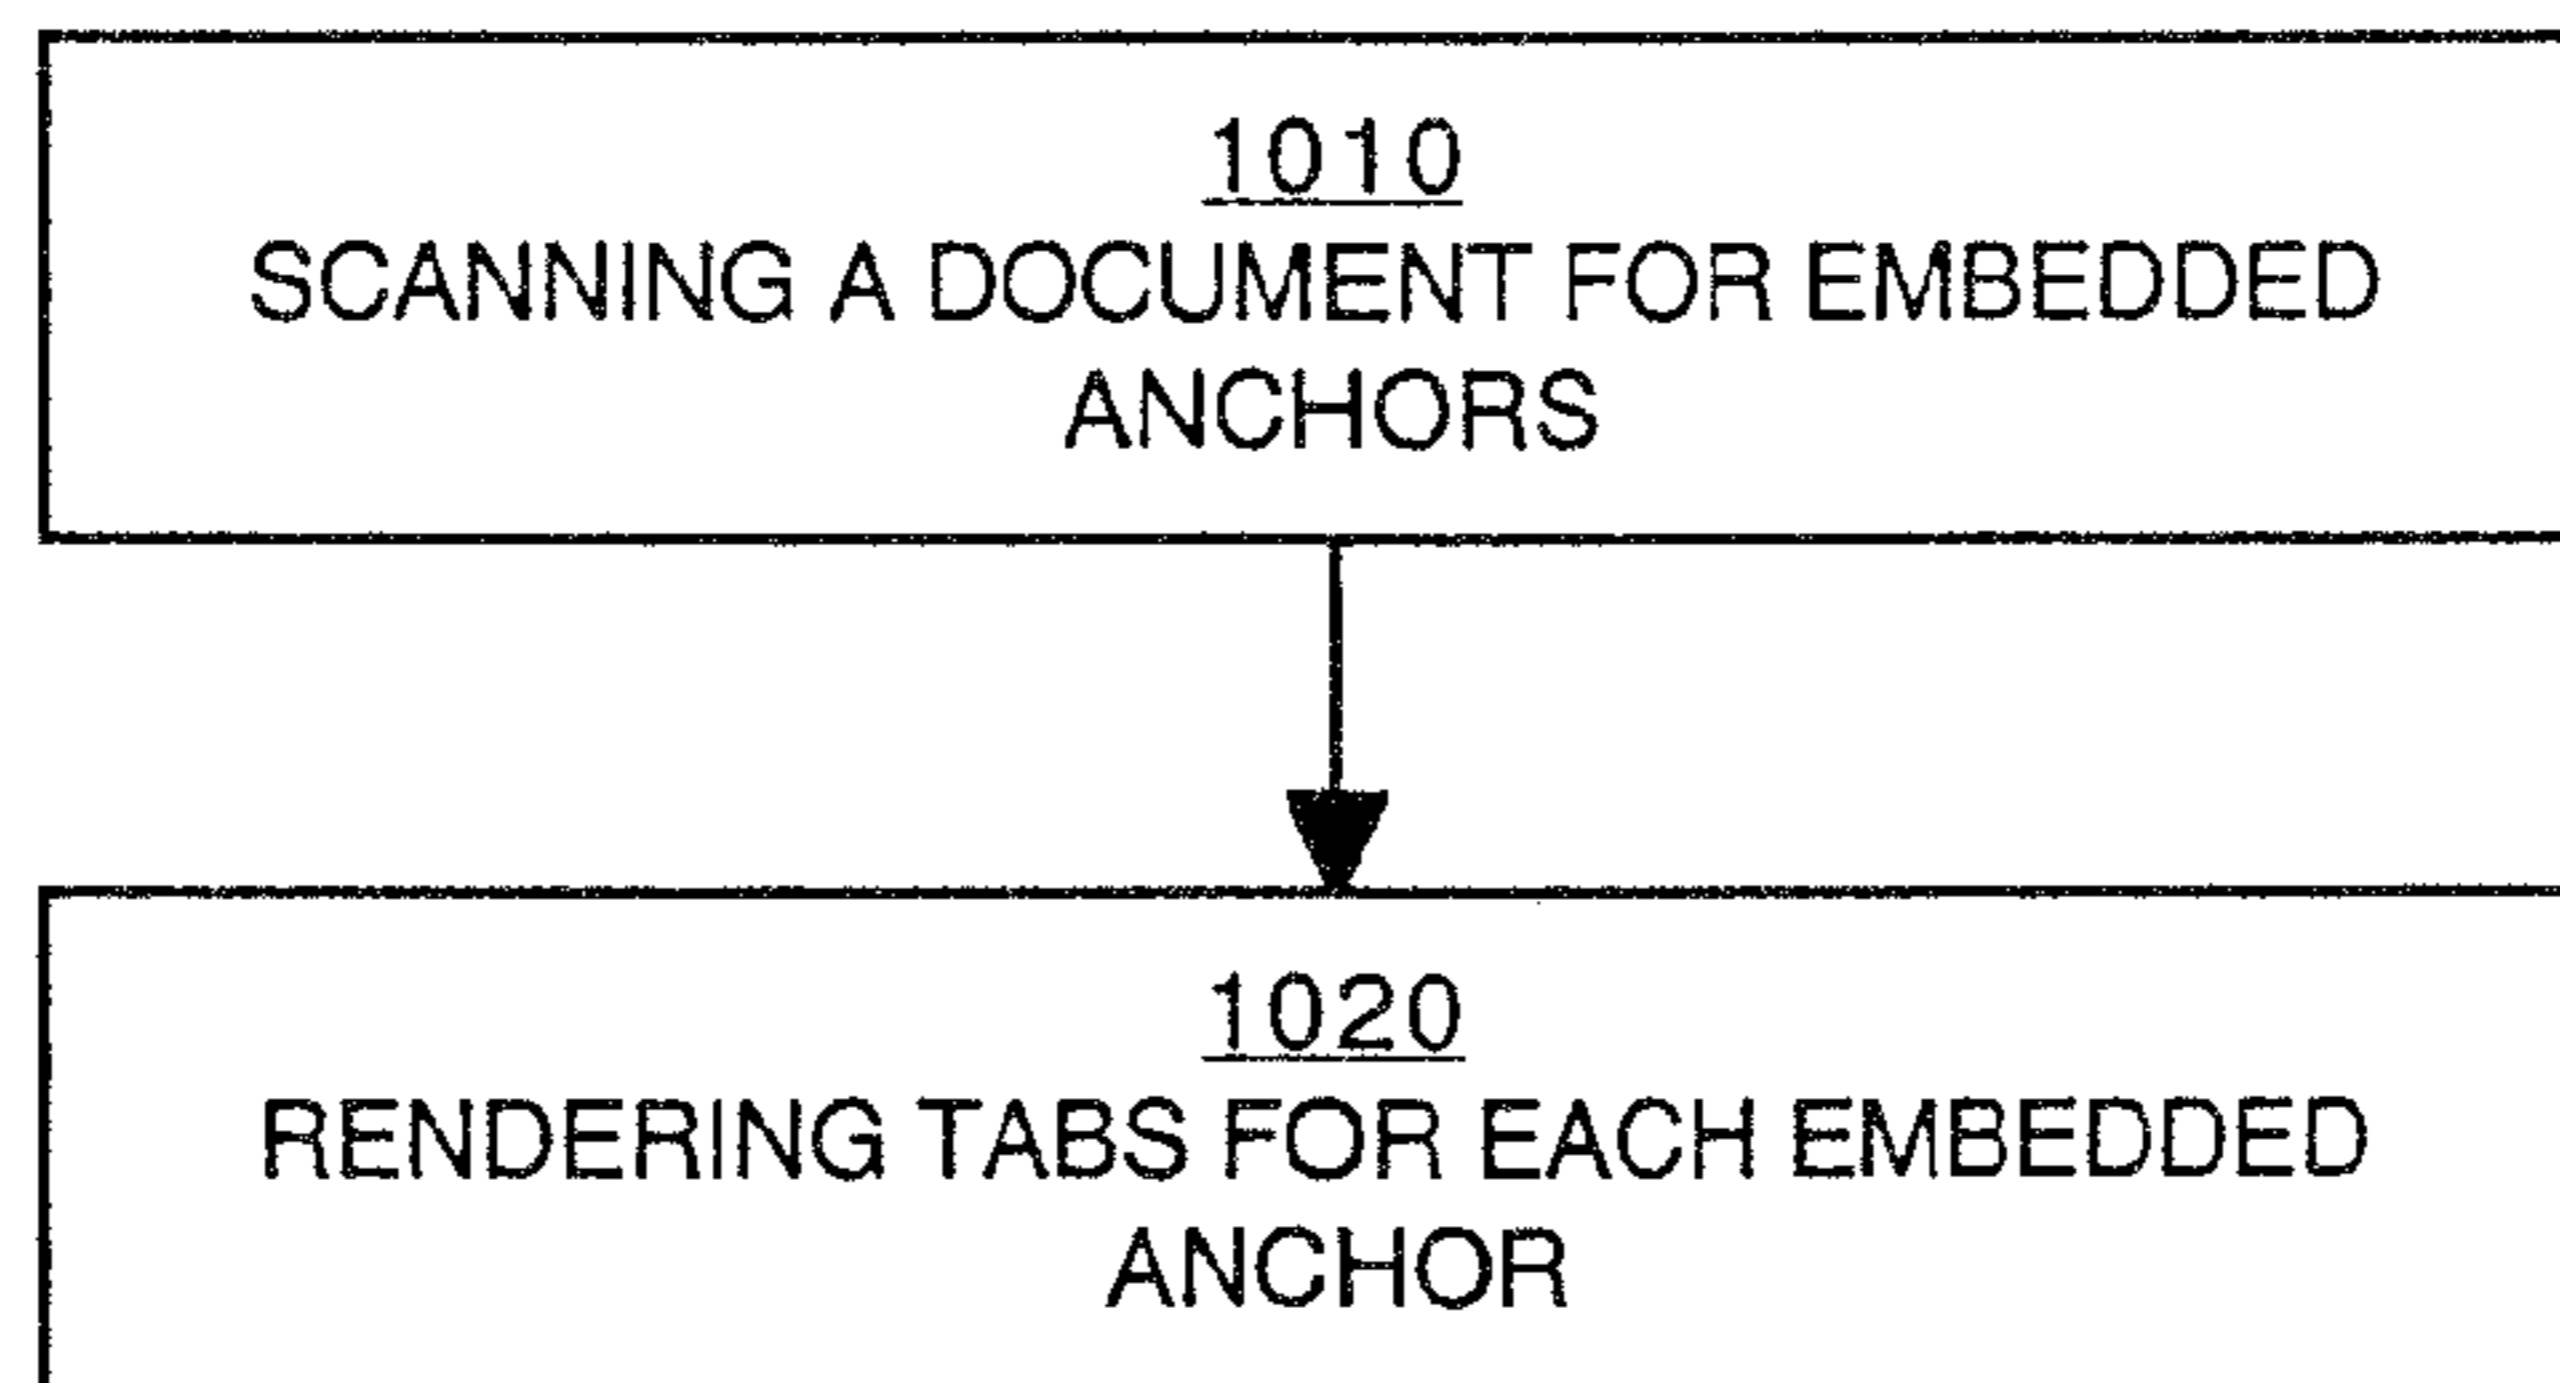 1010
SCANNING A DOCUMENT FOR EMBEDDED
ANCHORS
1020
RENDERING TABS FOR EACH EMBEDDED
ANCHOR